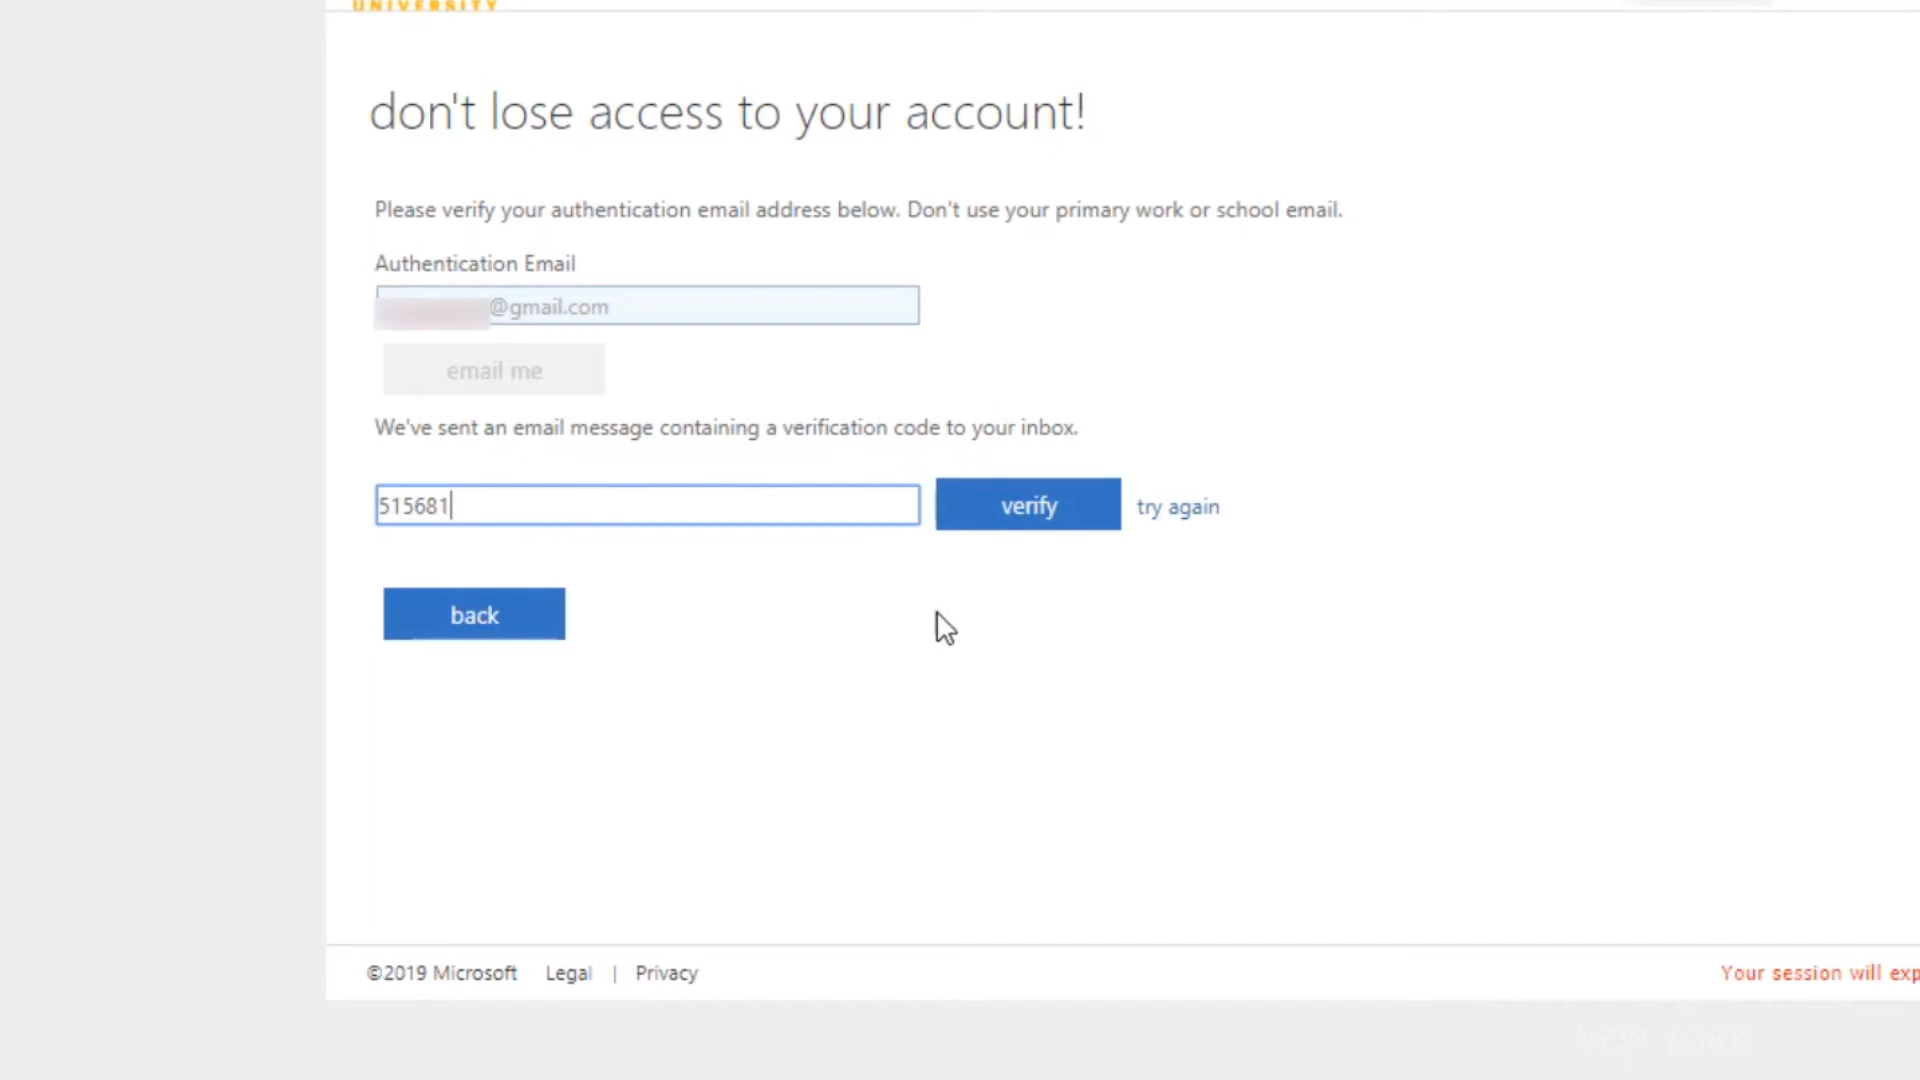 UNIVERSITY
don't lose access to your account!
Please verify your authentication email address below. Don't use your primary work or school email.
Authentication Email
@gmail.com
email me
We've sent an email message containing a verification code to your inbox.
515681
verify
try again
back
©2019 Microsoft Legal | Privacy
Your session will exp
NEW YORK